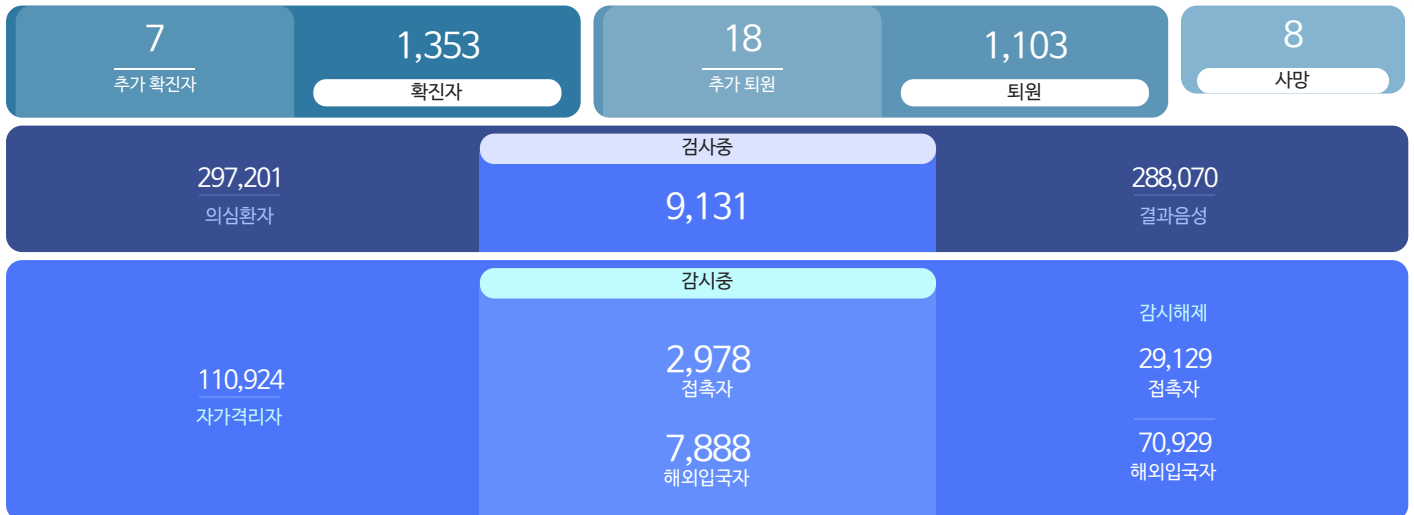 7
추가 확진자
1,353
확진자
18
추가 퇴원
1,103
퇴원
8
사망
297,201
의심환자
검사중
9,131
288,070
결과음성
110,924
자가격리자
감시중
2,978
접촉자
7,888
해외입국자
감시해제
29,129
접촉자
70,929
해외입국자